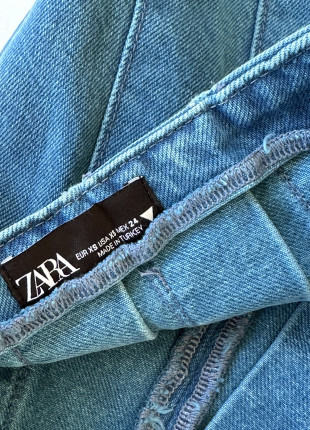 ZARA
EUR XS USA XS MEX 24
MADE IN TURKEY